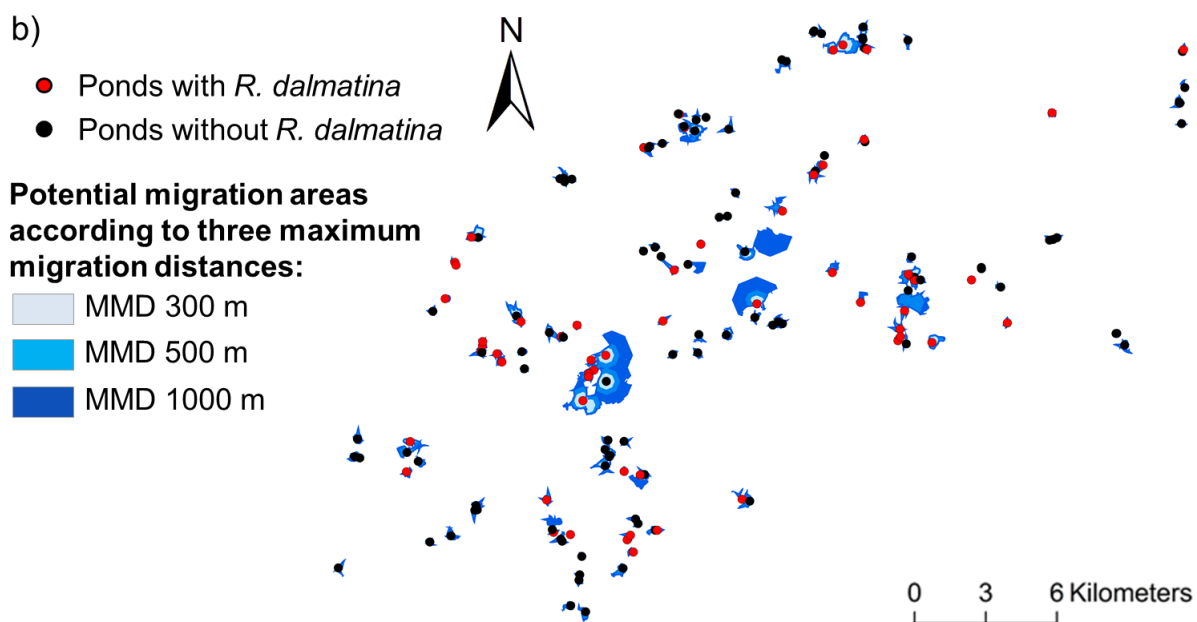 b)
N
Ponds with R. dalmatina
Ponds without R. dalmatina
Potential migration areas
according to three maximum
migration distances:
MMD 300 m
MMD 500 m
MMD 1000 m
0 3 6 Kilometers